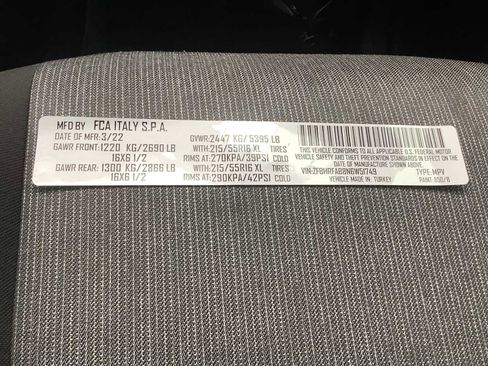 MFD BY FCA ITALY S.P.A.
DATE OF MFR: 3/22 GVWR: 2447 KG/ 5395 LB
GAWR FRONT: 1220 KG/2690 LB WITH: 215/55R16 XL TIRES
16X6 1/2 RIMS AT: 270KPA/39PSI COLD
GAWR REAR: 1300 KG/2866 LB WITH: 215/55R16 XL TIRES
16X6 1/2 RIMS AT: 290KPA/42PSI COLD
THIS VEHICLE CONFORMS TO ALL APPLICABLE U.S. FEDERAL MOTOR
VEHICLE SAFETY STANDARDS IN EFFECT ON THE DATE OF
MANUFACTURE SHOWN ABOVE
VIN: ZFBHRFAB8N6W51749 TYPE: MPV
VEHICLE MADE IN: TURKEY PAINT: